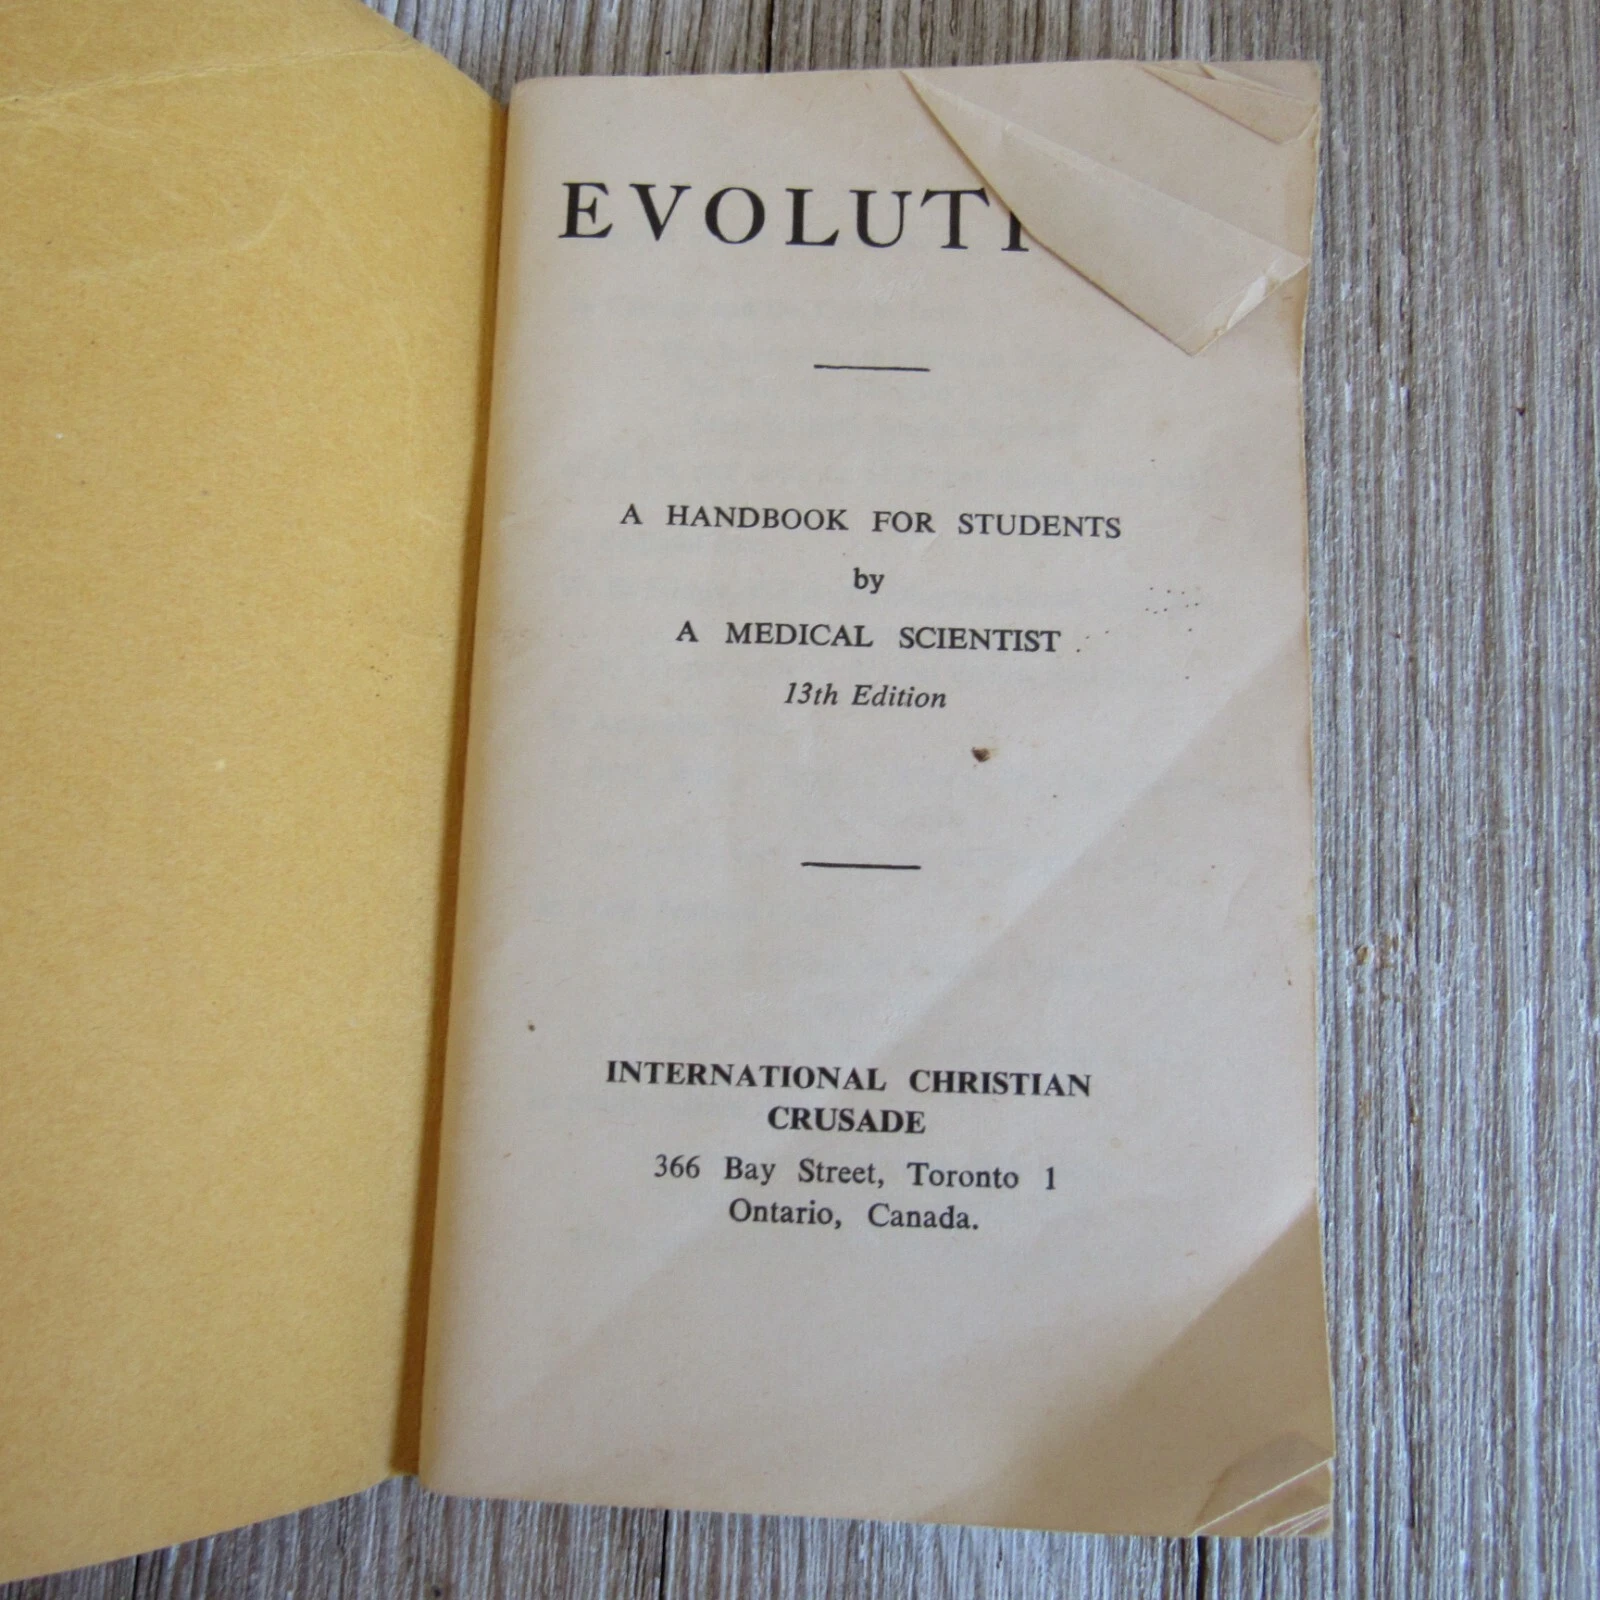 EVOLUTI
A HANDBOOK FOR STUDENTS
by
A MEDICAL SCIENTIST
13th Edition
INTERNATIONAL CHRISTIAN
CRUSADE
366 Bay Street, Toronto 1
Ontario, Canada.